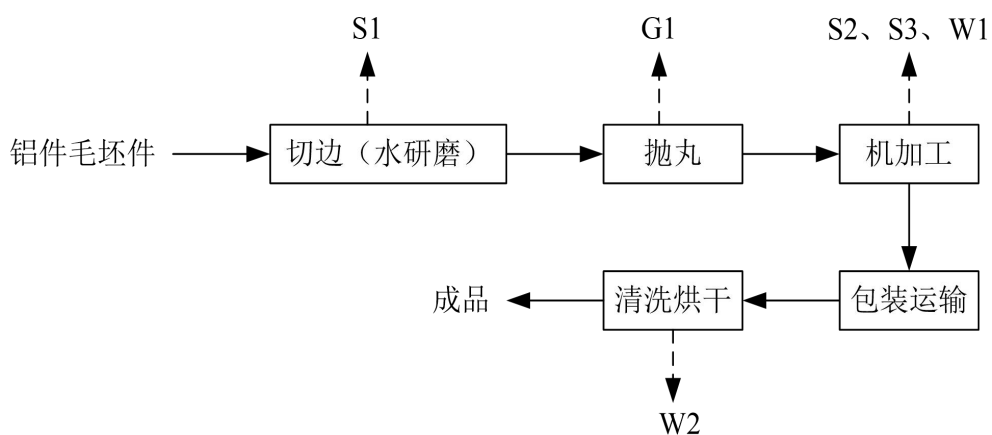 S1
G1
S2、S3、W1
铝件毛坯件
切边（水研磨）
抛丸
机加工
成品
清洗烘干
包装运输
W2